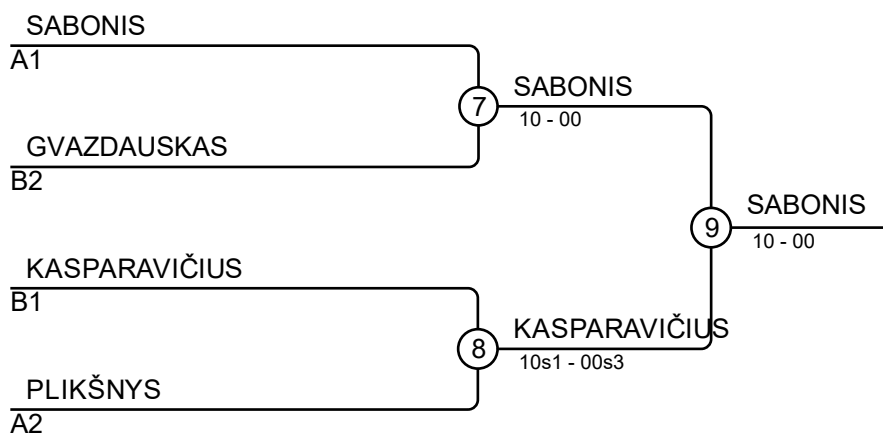 SABONIS
A1
7
SABONIS
10 - 00
GVAZDAUSKAS
B2
9
SABONIS
10 - 00
KASPARAVIČIUS
B1
8
KASPARAVIČIUS
10s1 - 00s3
PLIKŠNYS
A2